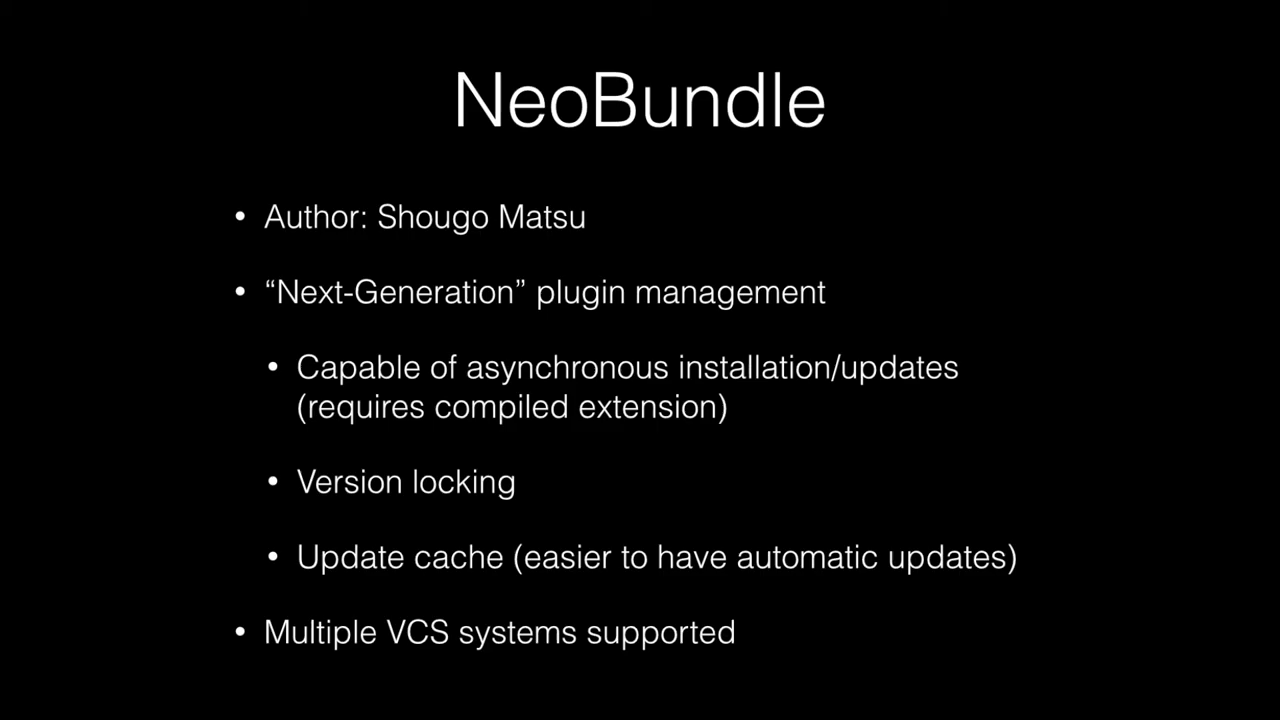 NeoBundle
• Author: Shougo Matsu
• “Next-Generation” plugin management
• Capable of asynchronous installation/updates
(requires compiled extension)
• Version locking
• Update cache (easier to have automatic updates)
• Multiple VCS systems supported